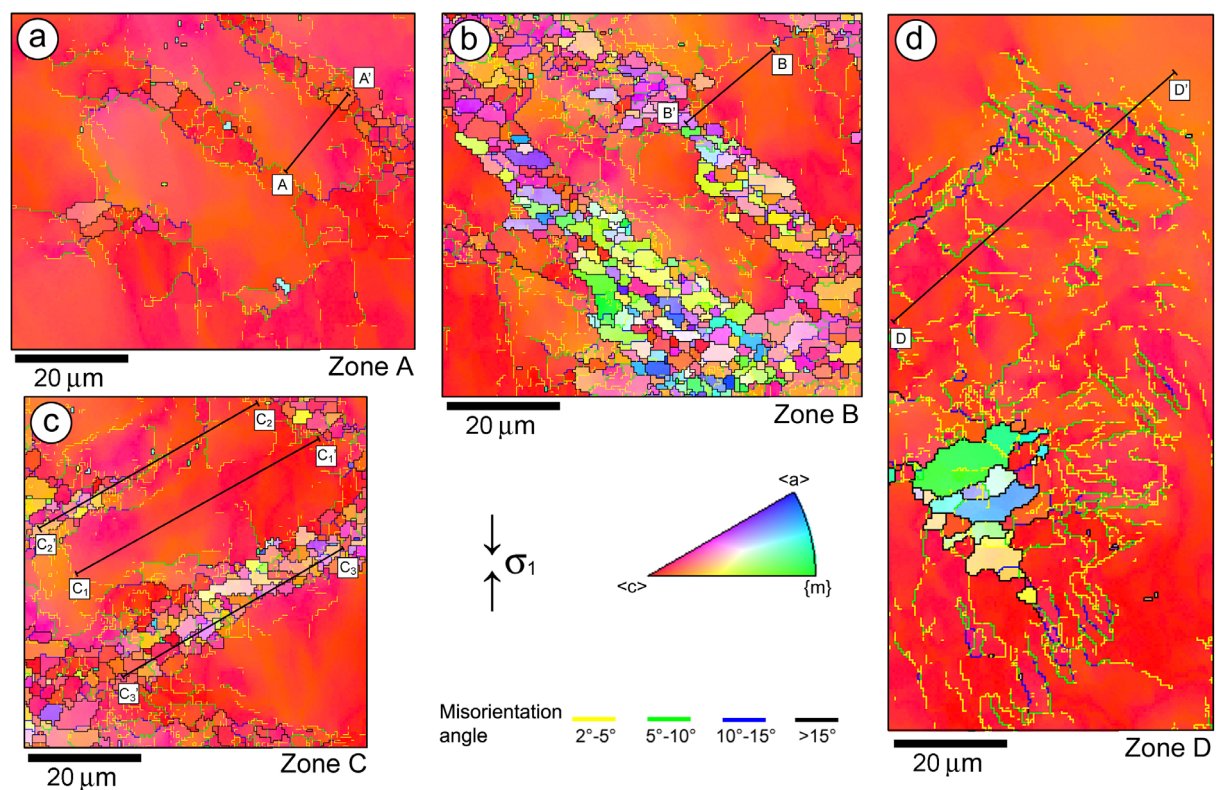 a
A'
A
20 µm
Zone A
b
B
B'
20 µm
Zone B
c
C₂
C₁'
C₂
C₁
C₃
C₃'
20 µm
Zone C
σ₁
<a>
<c>
{m}
Misorientation
angle
2°-5°
5°-10°
10°-15°
>15°
d
D'
D
20 µm
Zone D